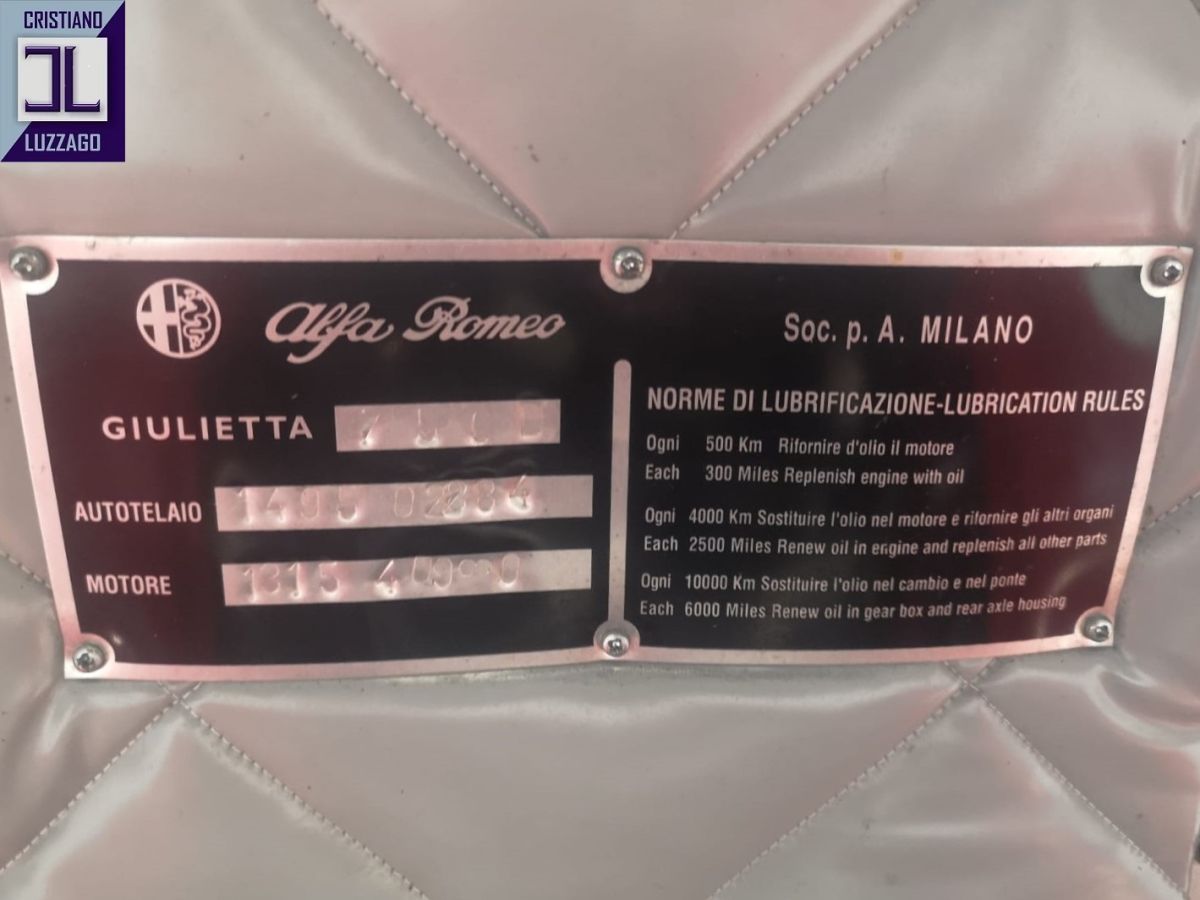 CRISTIANO
LUZZAGO
Alfa Romeo
GIULIETTA
AUTOTELAIO 1495
MOTORE 1315
Soc. p. A. MILANO
NORME DI LUBRIFICAZIONE-LUBRICATION RULES
Ogni 500 Km Rifornire d'olio il motore
Each 300 Miles Replenish engine with oil
Ogni 4000 Km Sostituire l'olio nel motore e rifornire gli altri organi
Each 2500 Miles Renew oil in engine and replenish all other parts
Ogni 10000 Km Sostituire l'olio nel cambio e nel ponte
Each 6000 Miles Renew oil in gear box and rear axle housing